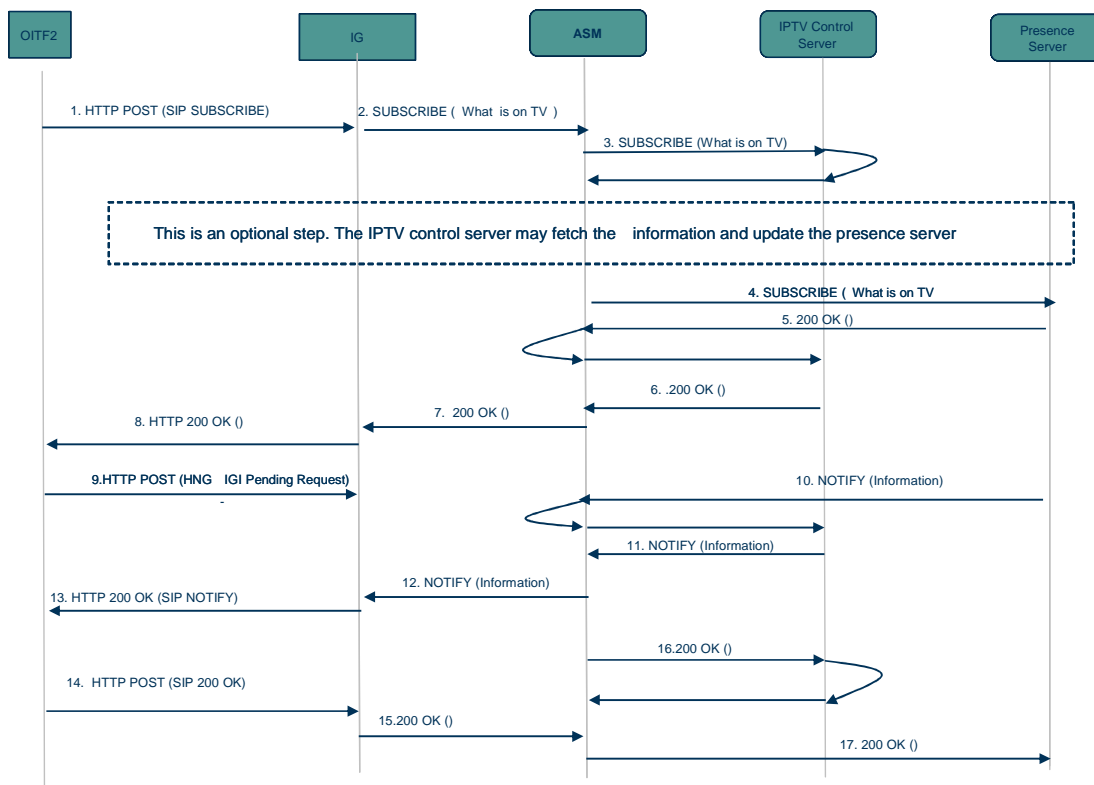 OITF2
IG
ASM
IPTV Control
Server
Presence
Server
1. HTTP POST (SIP SUBSCRIBE)
2. SUBSCRIBE ( What is on TV )
3. SUBSCRIBE (What is on TV)
This is an optional step. The IPTV control server may fetch the information and update the presence server
4. SUBSCRIBE ( What is on TV
5. 200 OK ()
6. .200 OK ()
7. 200 OK ()
8. HTTP 200 OK ()
9.HTTP POST (HNG IGI Pending Request)
-
10. NOTIFY (Information)
11. NOTIFY (Information)
12. NOTIFY (Information)
13. HTTP 200 OK (SIP NOTIFY)
16.200 OK ()
14. HTTP POST (SIP 200 OK)
15.200 OK ()
17. 200 OK ()